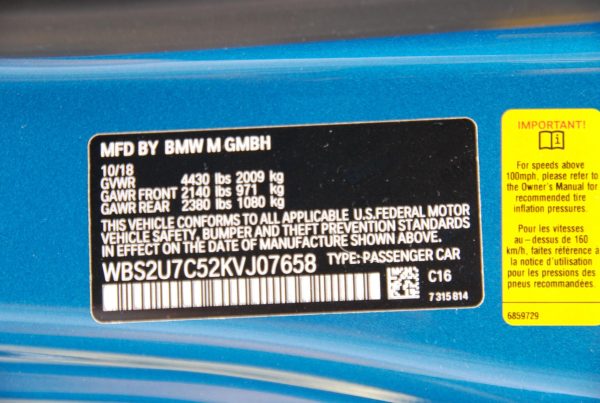 MFD BY BMW M GMBH
10/18
GVWR 4430 lbs 2009 kg
GAWR FRONT 2140 lbs 971 kg
GAWR REAR 2380 lbs 1080 kg
THIS VEHICLE CONFORMS TO ALL APPLICABLE U.S.FEDERAL MOTOR
VEHICLE SAFETY, BUMPER AND THEFT PREVENTION STANDARDS
IN EFFECT ON THE DATE OF MANUFACTURE SHOWN ABOVE.
WBS2U7C52KVJ07658 TYPE: PASSENGER CAR
C16
7 315 814
IMPORTANT!
For speeds above
100mph, please refer to
the Owner's Manual for
recommended tire
inflation pressures.
Pour les vitesses
au-dessus de 160
km/h, faites référence à
la notice d'utilisation
pour les pressions des
pneus recommandées.
6859729